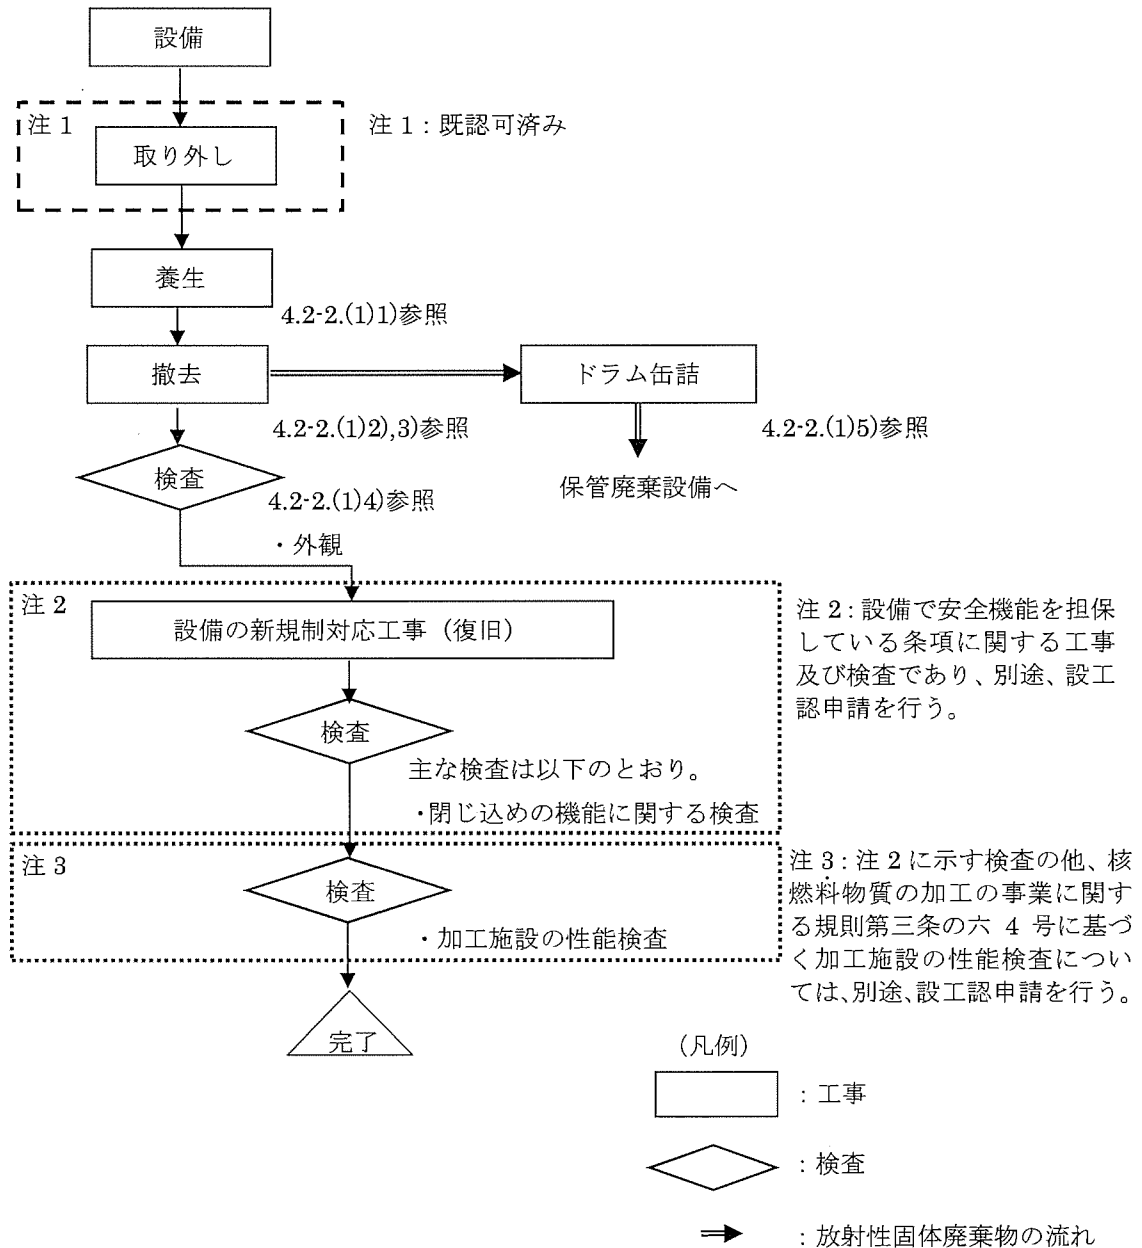 設備
注 1
注 1：既認可済み
取り外し
養生
4.2-2.(1)1)参照
撤去
ドラム缶詰
4.2-2.(1)2),3)参照
4.2-2.(1)5)参照
検査
4.2-2.(1)4)参照
保管廃棄設備へ
・外観
注 2
設備の新規制対応工事（復旧）
注 2：設備で安全機能を担保
している条項に関する工事
及び検査であり、別途、設工
認申請を行う。
検査
主な検査は以下のとおり。
・閉じ込めの機能に関する検査
注 3
検査
・加工施設の性能検査
注 3：注 2 に示す検査の他、核
燃料物質の加工の事業に関す
る規則第三条の六 4 号に基づ
く加工施設の性能検査につい
ては、別途、設工認申請を行う。
完了
（凡例）
：工事
：検査
：放射性固体廃棄物の流れ